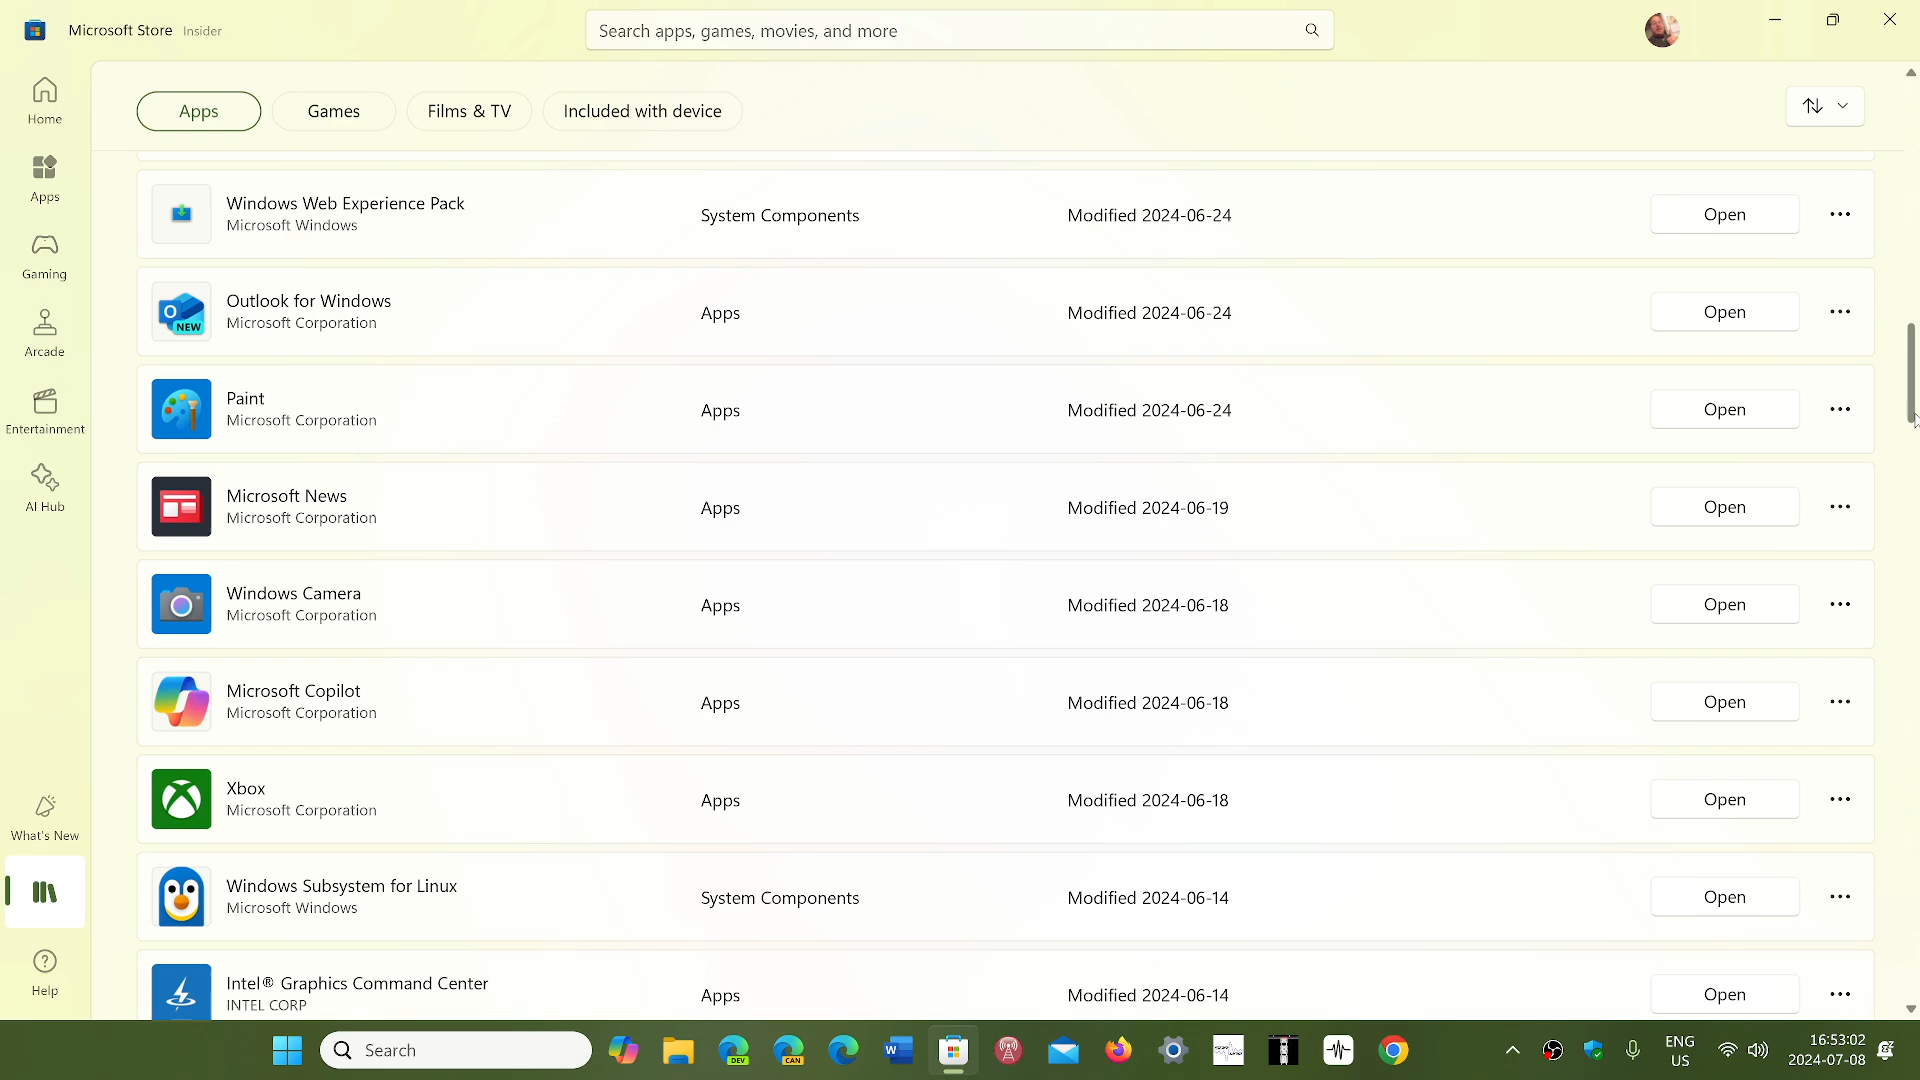 Microsoft Store Insider
Search apps, games, movies, and more
Home
Apps
Gaming
Arcade
Entertainment
AI Hub
What's New
Help
Apps
Games
Films & TV
Included with device
Windows Web Experience Pack
Microsoft Windows
System Components
Modified 2024-06-24
Open
Outlook for Windows
Microsoft Corporation
Apps
Modified 2024-06-24
Open
O
NEW
Paint
Microsoft Corporation
Apps
Modified 2024-06-24
Open
Microsoft News
Microsoft Corporation
Apps
Modified 2024-06-19
Open
Windows Camera
Microsoft Corporation
Apps
Modified 2024-06-18
Open
Microsoft Copilot
Microsoft Corporation
Apps
Modified 2024-06-18
Open
Xbox
Microsoft Corporation
Apps
Modified 2024-06-18
Open
Windows Subsystem for Linux
Microsoft Windows
System Components
Modified 2024-06-14
Open
Intel® Graphics Command Center
INTEL CORP
Apps
Modified 2024-06-14
Open
Search
DEV
CAN
W
ENG
US
16:53:02
2024-07-08